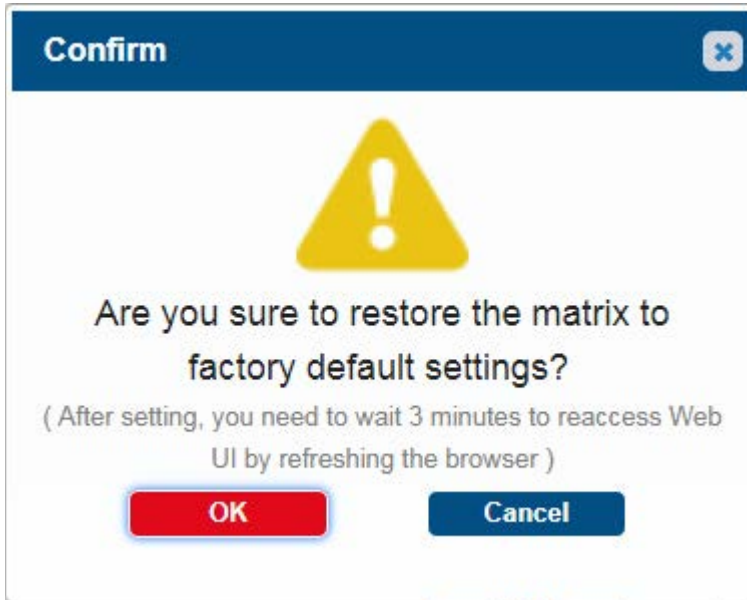 Confirm
Are you sure to restore the matrix to
factory default settings?
( After setting, you need to wait 3 minutes to reaccess Web
UI by refreshing the browser )
OK Cancel